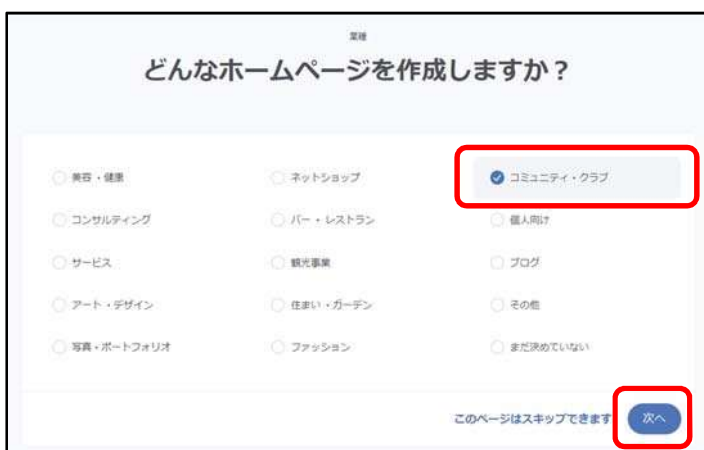 業種
どんなホームページを作成しますか？
美容・健康 ネットショップ コミュニティ・クラブ
コンサルティング バー・レストラン 個人向け
サービス 観光事業 ブログ
アート・デザイン 住まい・ガーデン その他
写真・ポートフォリオ ファッション まだ決めていない
このページはスキップできます 次へ